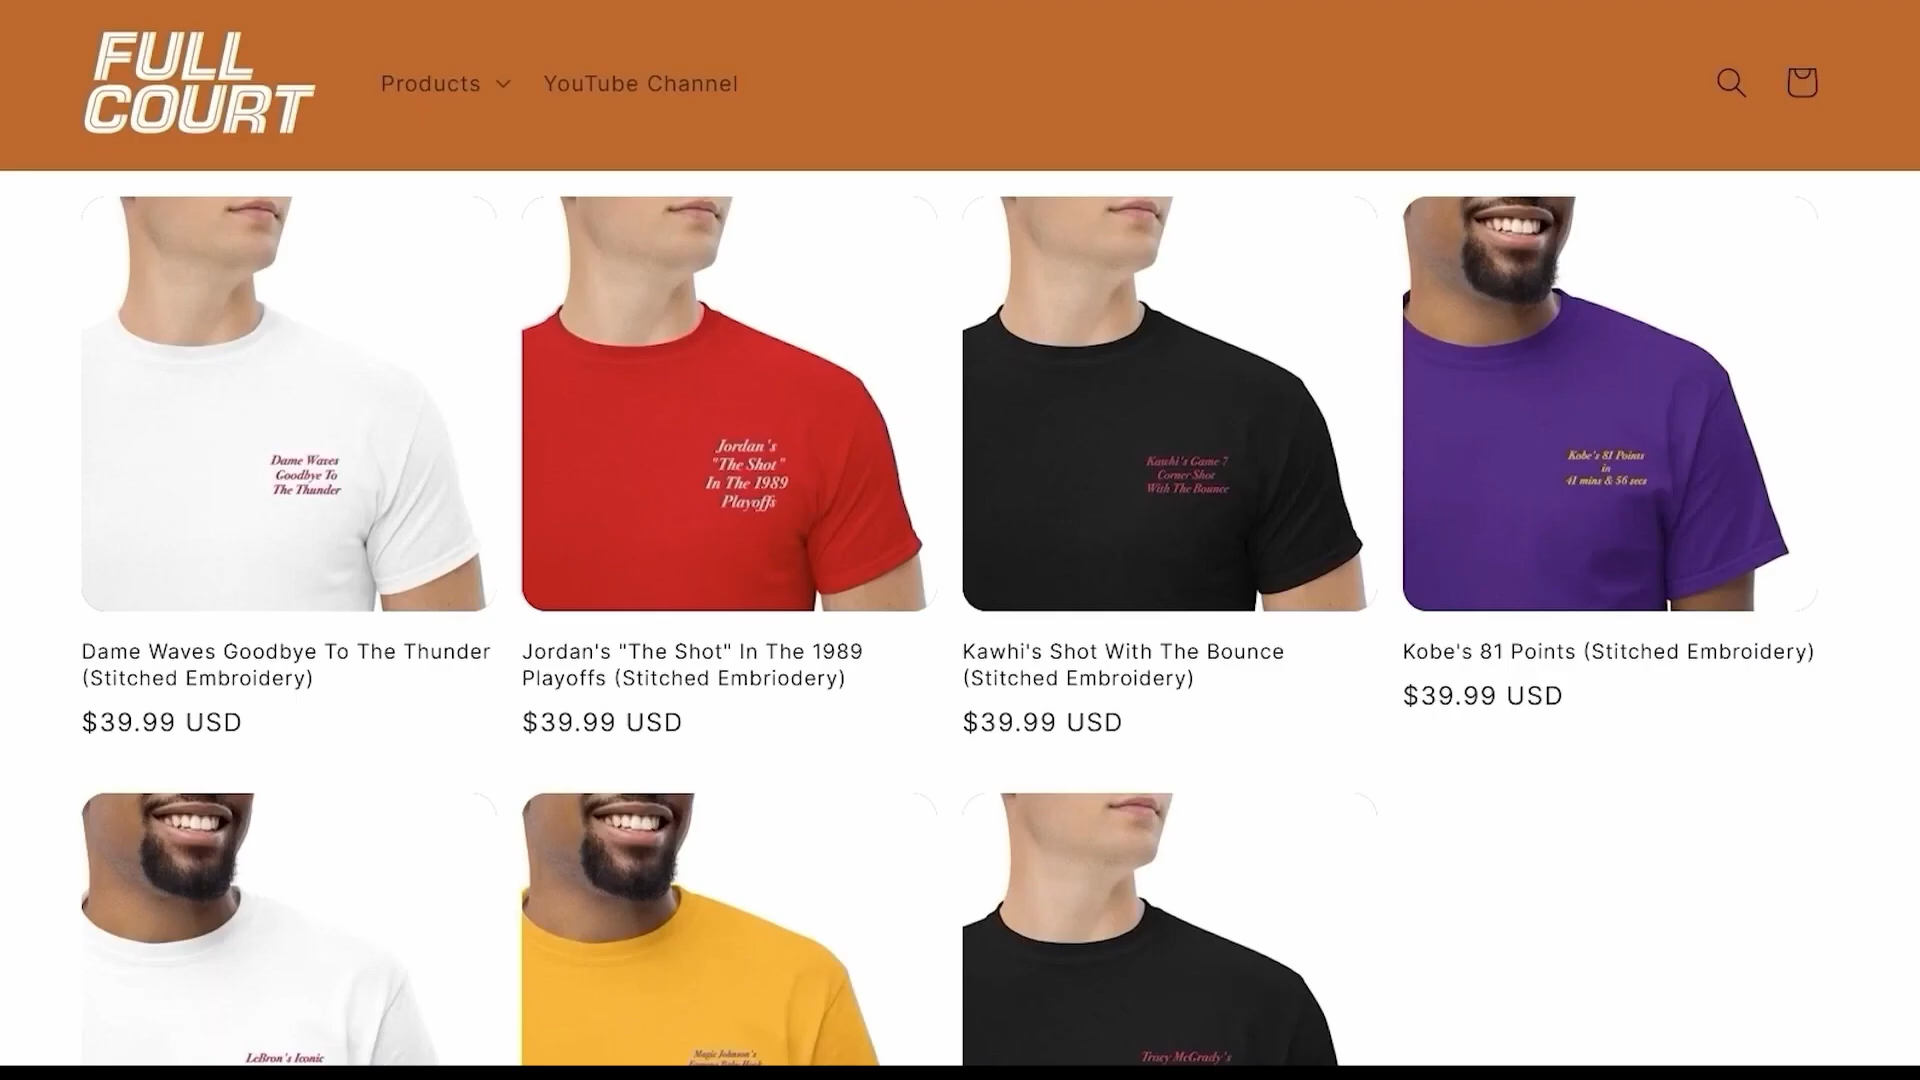 FULL
COURT
Products
YouTube Channel
Dame Waves
Goodbye To
The Thunder
Jordan's
"The Shot"
In The 1989
Playoffs
Kawhi's Game 7
Corner Shot
With The Bounce
Kobe's 81 Points
in
41 mins & 56 secs
Dame Waves Goodbye To The Thunder
(Stitched Embroidery)
$39.99 USD
Jordan's "The Shot" In The 1989
Playoffs (Stitched Embriodery)
$39.99 USD
Kawhi's Shot With The Bounce
(Stitched Embroidery)
$39.99 USD
Kobe's 81 Points (Stitched Embroidery)
$39.99 USD
LeBron's Iconic
Magic Johnson's
Tracy McGrady's